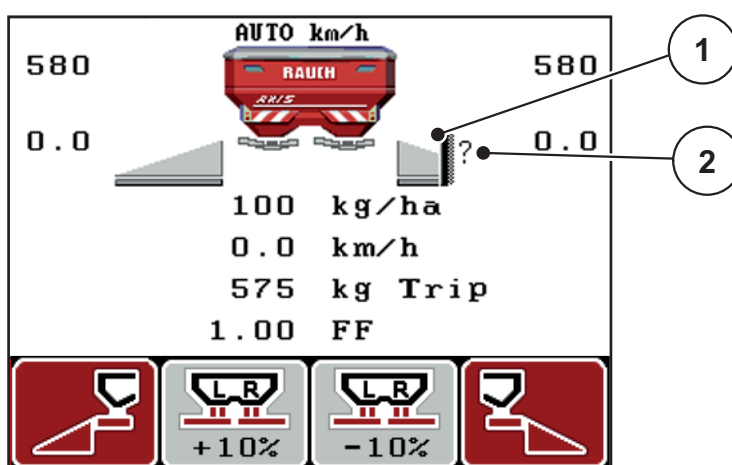 AUTO km/h
580 580
RAUCH
AXIS
0.0 ? 0.0
100 kg/ha
0.0 km/h
575 kg Trip
1.00 FF
L R L R
+10% -10%
1
2